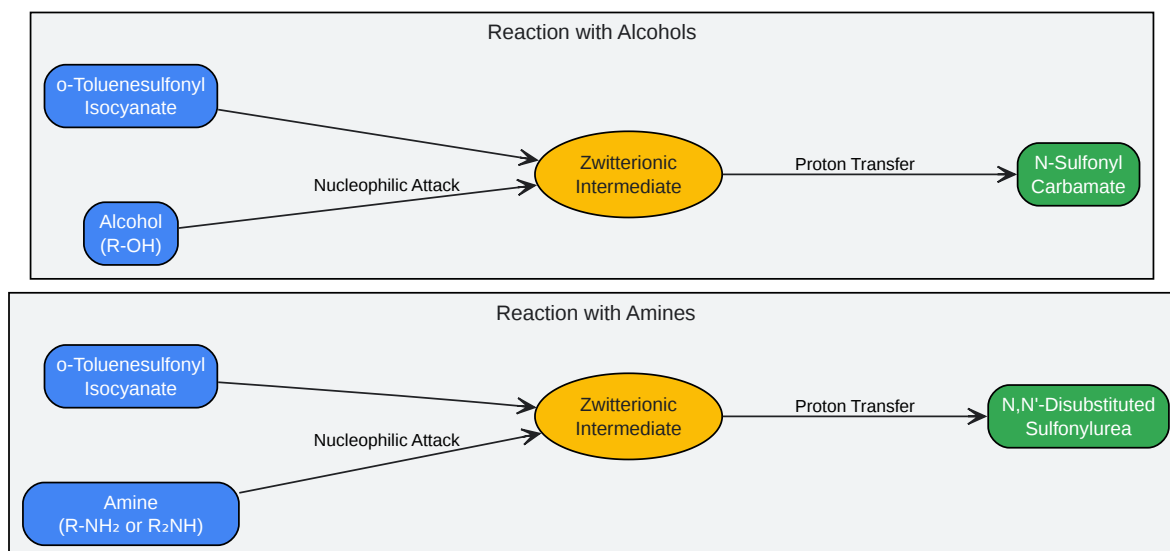 Reaction with Alcohols
o-Toluenesulfonyl
Isocyanate
Nucleophilic Attack
Alcohol
(R-OH)
Zwitterionic
Intermediate
Proton Transfer
N-Sulfonyl
Carbamate
Reaction with Amines
o-Toluenesulfonyl
Isocyanate
Nucleophilic Attack
Amine
(R-NH₂ or R₂NH)
Zwitterionic
Intermediate
Proton Transfer
N,N'-Disubstituted
Sulfonylurea